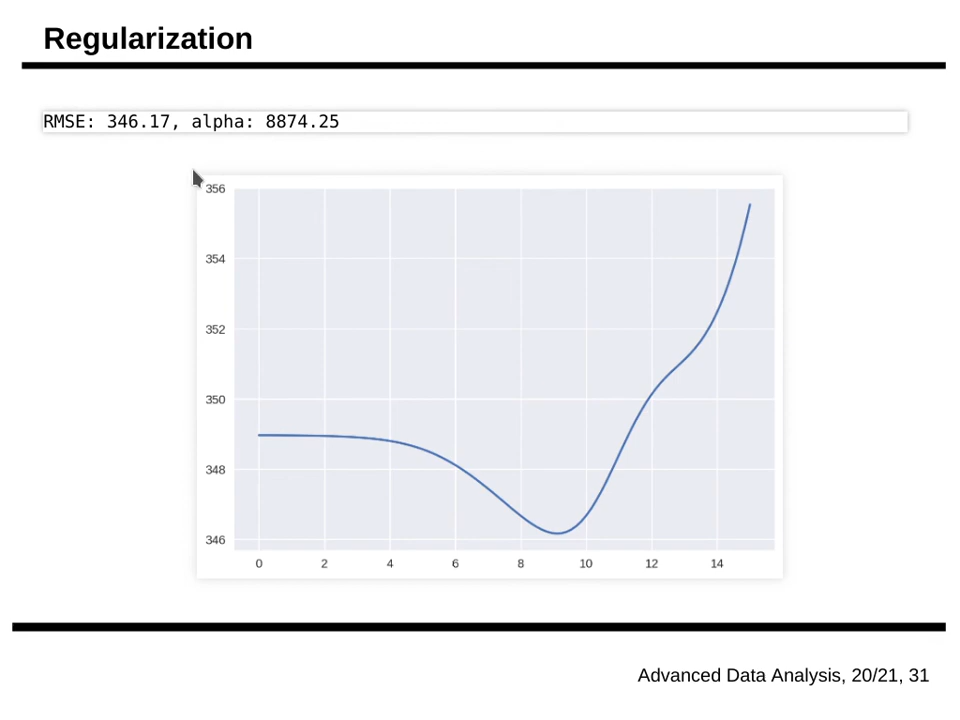 Regularization
RMSE: 346.17, alpha: 8874.25
356
354
352
350
348
346
0 2 4 6 8 10 12 14
Advanced Data Analysis, 20/21, 31